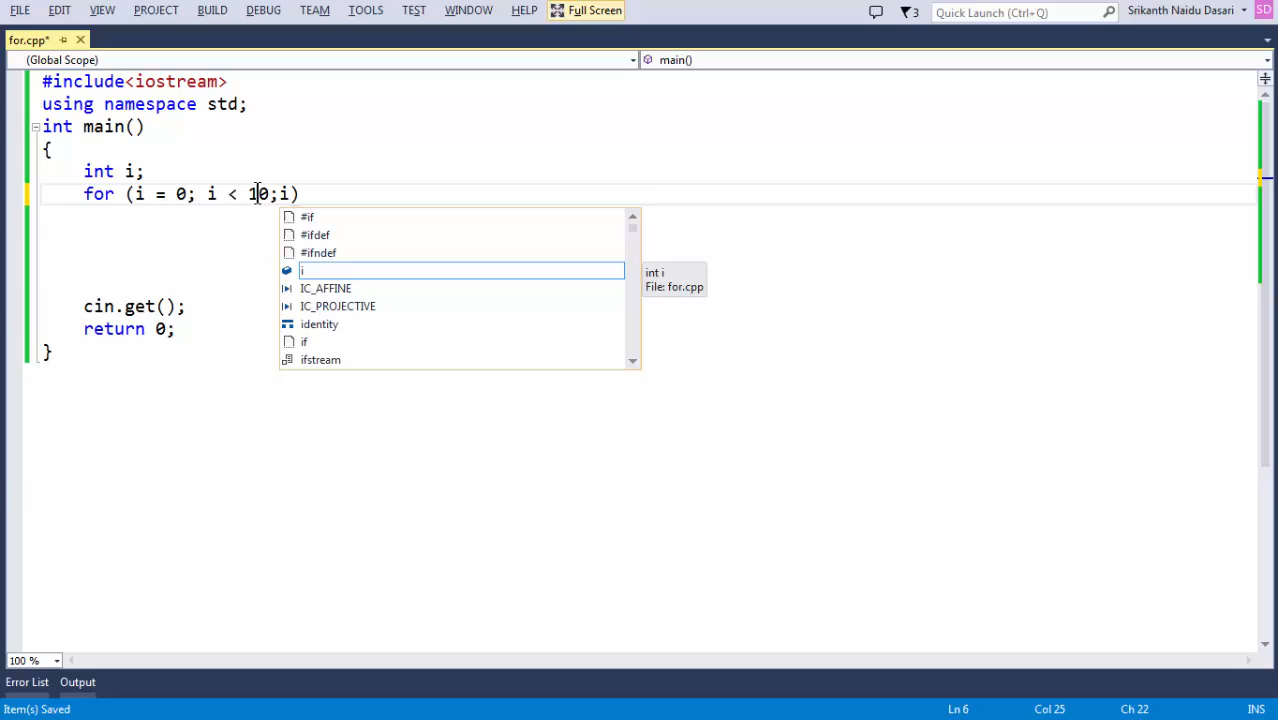 FILE EDIT VIEW PROJECT BUILD DEBUG TEAM TOOLS TEST WINDOW HELP Full Screen 3 Quick Launch (Ctrl+Q) Srikanth Naidu Dasari SD
for.cpp*
(Global Scope) main()
#include<iostream>
using namespace std;
int main()
{
int i;
for (i = 0; i < 10;i)
#if
#ifdef
#ifndef
i
int i
File: for.cpp
IC_AFFINE
IC_PROJECTIVE
identity
if
ifstream
cin.get();
return 0;
}
100 %
Error List Output
Item(s) Saved Ln 6 Col 25 Ch 22 INS